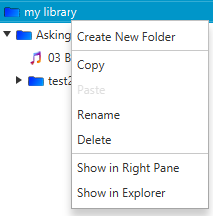 my library
Asking
03 B
test2
Create New Folder
Copy
Paste
Rename
Delete
Show in Right Pane
Show in Explorer